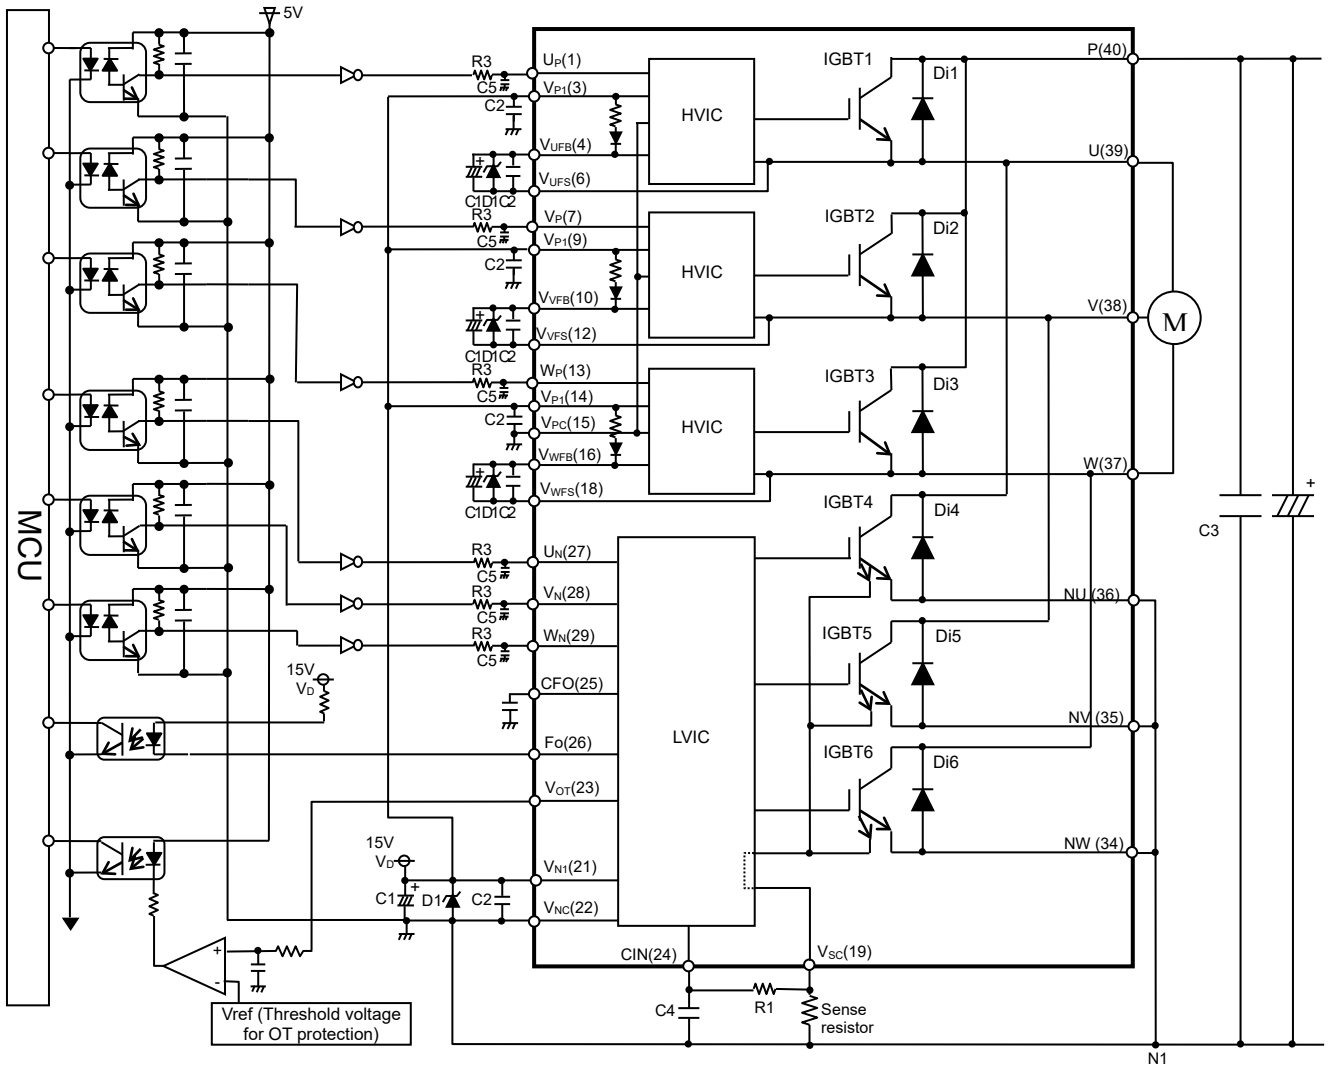 5V
MCU
R3
C5
C2
UP(1)
VP1(3)
HVIC
IGBT1
Di1
P(40)
VUFB(4)
VUFS(6)
C1D1C2
+
U(39)
R3
C5
C2
VP(7)
VP1(9)
HVIC
IGBT2
Di2
VVFB(10)
VVFS(12)
C1D1C2
+
V(38)
M
R3
C5
C2
WP(13)
VP1(14)
VPC(15)
HVIC
IGBT3
Di3
VWFB(16)
VWFS(18)
C1D1C2
+
W(37)
IGBT4
Di4
C3
+
R3
C5
UN(27)
R3
C5
VN(28)
NU(36)
R3
C5
WN(29)
IGBT5
Di5
15V
VD
CFO(25)
NV(35)
LVIC
Fo(26)
IGBT6
Di6
VOT(23)
15V
VD
NW(34)
VN1(21)
C1
+
D1
C2
VNC(22)
+
-
CIN(24)
VSC(19)
C4
R1
Sense
resistor
Vref (Threshold voltage
for OT protection)
N1